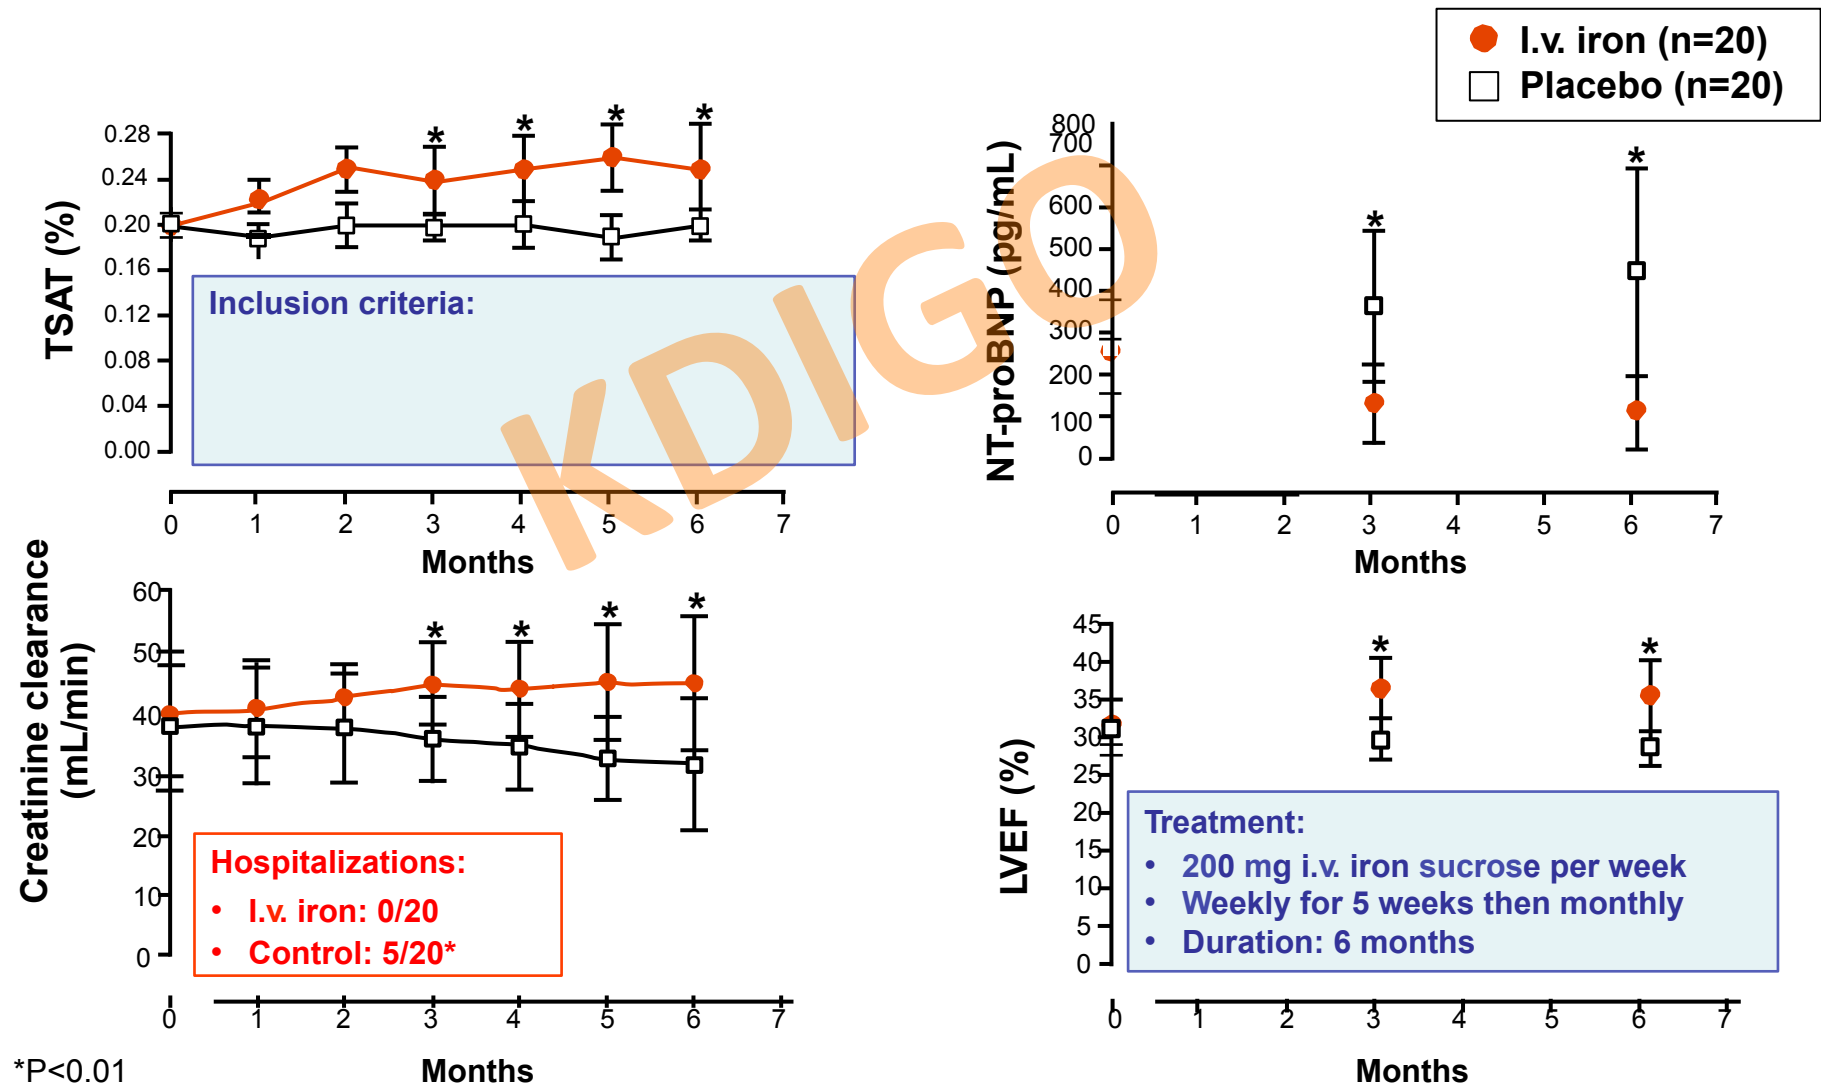 I.v. iron (n=20)
Placebo (n=20)
TSAT (%)
0.28
0.24
0.20
0.16
0.12
0.08
0.04
0.00
* * * *
Inclusion criteria:
0 1 2 3 4 5 6 7
Months
NT-proBNP (pg/mL)
800
700
600
500
400
300
200
100
0
* *
0 1 2 3 4 5 6 7
Months
KDIGO
Creatinine clearance
(mL/min)
60
50
40
30
20
10
0
* * * *
Hospitalizations:
• I.v. iron: 0/20
• Control: 5/20*
0 1 2 3 4 5 6 7
Months
LVEF (%)
45
40
35
30
25
20
15
10
5
0
* *
Treatment:
• 200 mg i.v. iron sucrose per week
• Weekly for 5 weeks then monthly
• Duration: 6 months
0 1 2 3 4 5 6 7
Months
*P<0.01